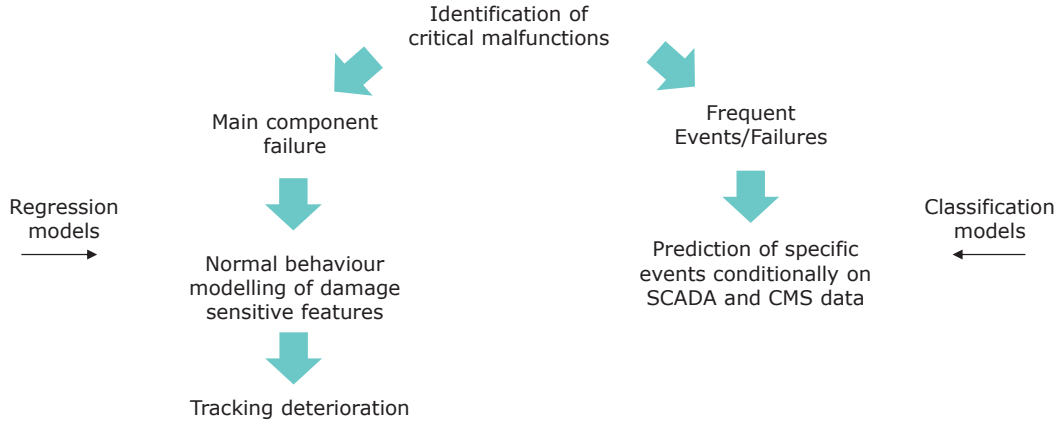 Identification of
critical malfunctions
Main component
failure
Frequent
Events/Failures
Regression
models
Classification
models
Normal behaviour
modelling of damage
sensitive features
Prediction of specific
events conditionally on
SCADA and CMS data
Tracking deterioration